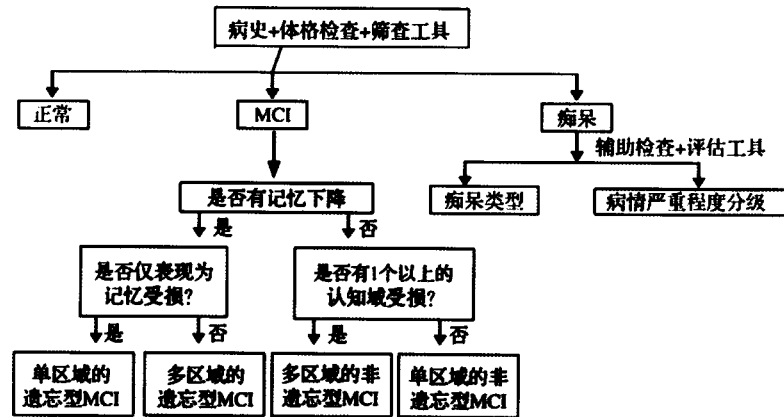 病史+体格检查+筛查工具
正常
MCI
痴呆
辅助检查+评估工具
是否有记忆下降
痴呆类型
病情严重程度分级
是
否
是否仅表现为
记忆受损?
是否有1个以上的
认知域受损?
是
否
是
否
单区域的
遗忘型MCI
多区域的
遗忘型MCI
多区域的非
遗忘型MCI
单区域的非
遗忘型MCI